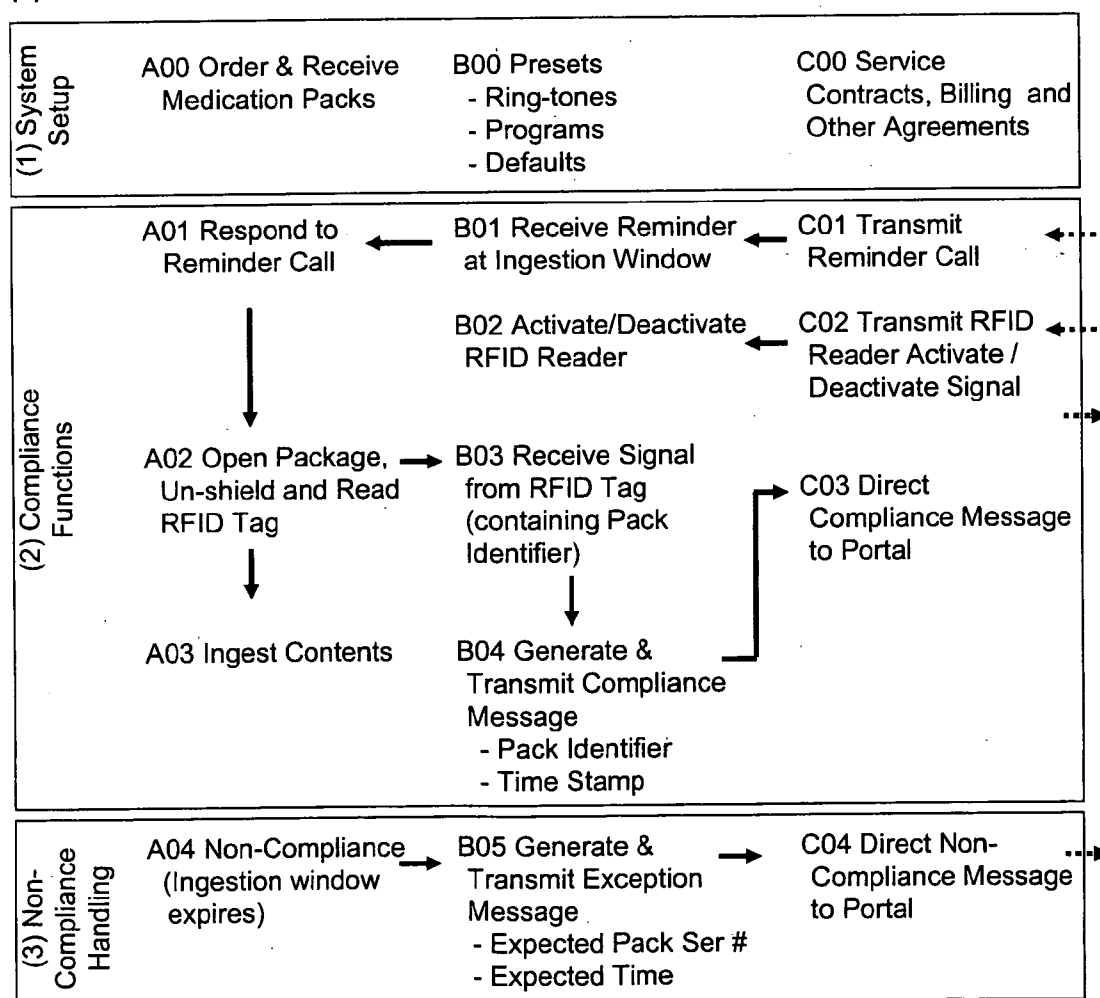 (1) System
Setup
A00 Order & Receive
Medication Packs
B00 Presets
- Ring-tones
- Programs
- Defaults
C00 Service
Contracts, Billing and
Other Agreements
(2) Compliance
Functions
A01 Respond to
Reminder Call
B01 Receive Reminder
at Ingestion Window
C01 Transmit
Reminder Call
B02 Activate/Deactivate
RFID Reader
C02 Transmit RFID
Reader Activate /
Deactivate Signal
A02 Open Package,
Un-shield and Read
RFID Tag
B03 Receive Signal
from RFID Tag
(containing Pack
Identifier)
C03 Direct
Compliance Message
to Portal
A03 Ingest Contents
B04 Generate &
Transmit Compliance
Message
- Pack Identifier
- Time Stamp
(3) Non-
Compliance
Handling
A04 Non-Compliance
(Ingestion window
expires)
B05 Generate &
Transmit Exception
Message
- Expected Pack Ser #
- Expected Time
C04 Direct Non-
Compliance Message
to Portal